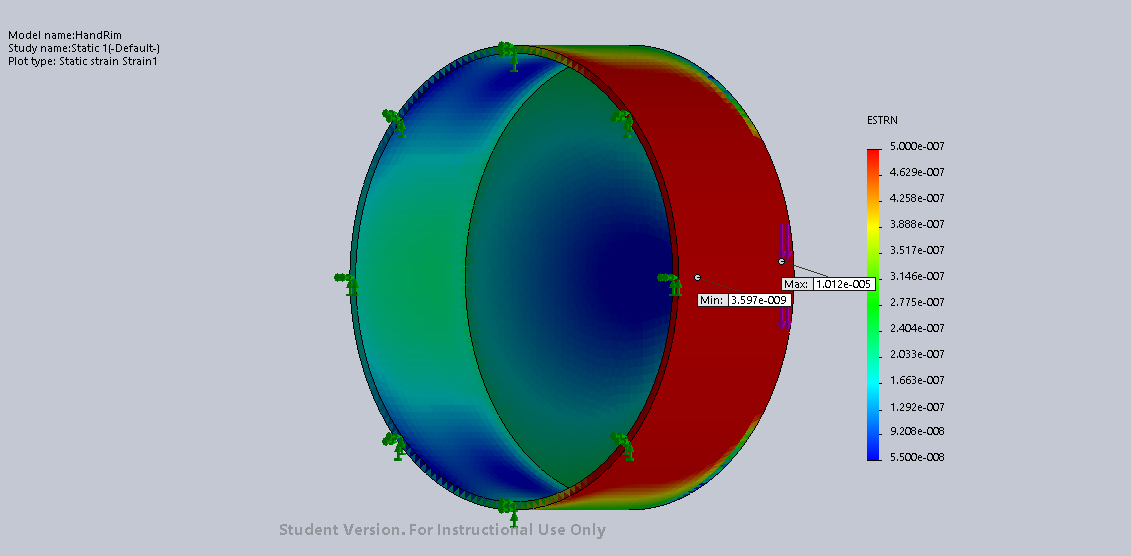 Model name:HandRim
Study name:Static 1(-Default-)
Plot type: Static strain Strain1
ESTRN
5.000e-007
4.629e-007
4.258e-007
3.888e-007
3.517e-007
3.146e-007
2.775e-007
2.404e-007
2.033e-007
1.663e-007
1.292e-007
9.208e-008
5.500e-008
Max: 1.012e-005
Min: 3.597e-009
Student Version. For Instructional Use Only